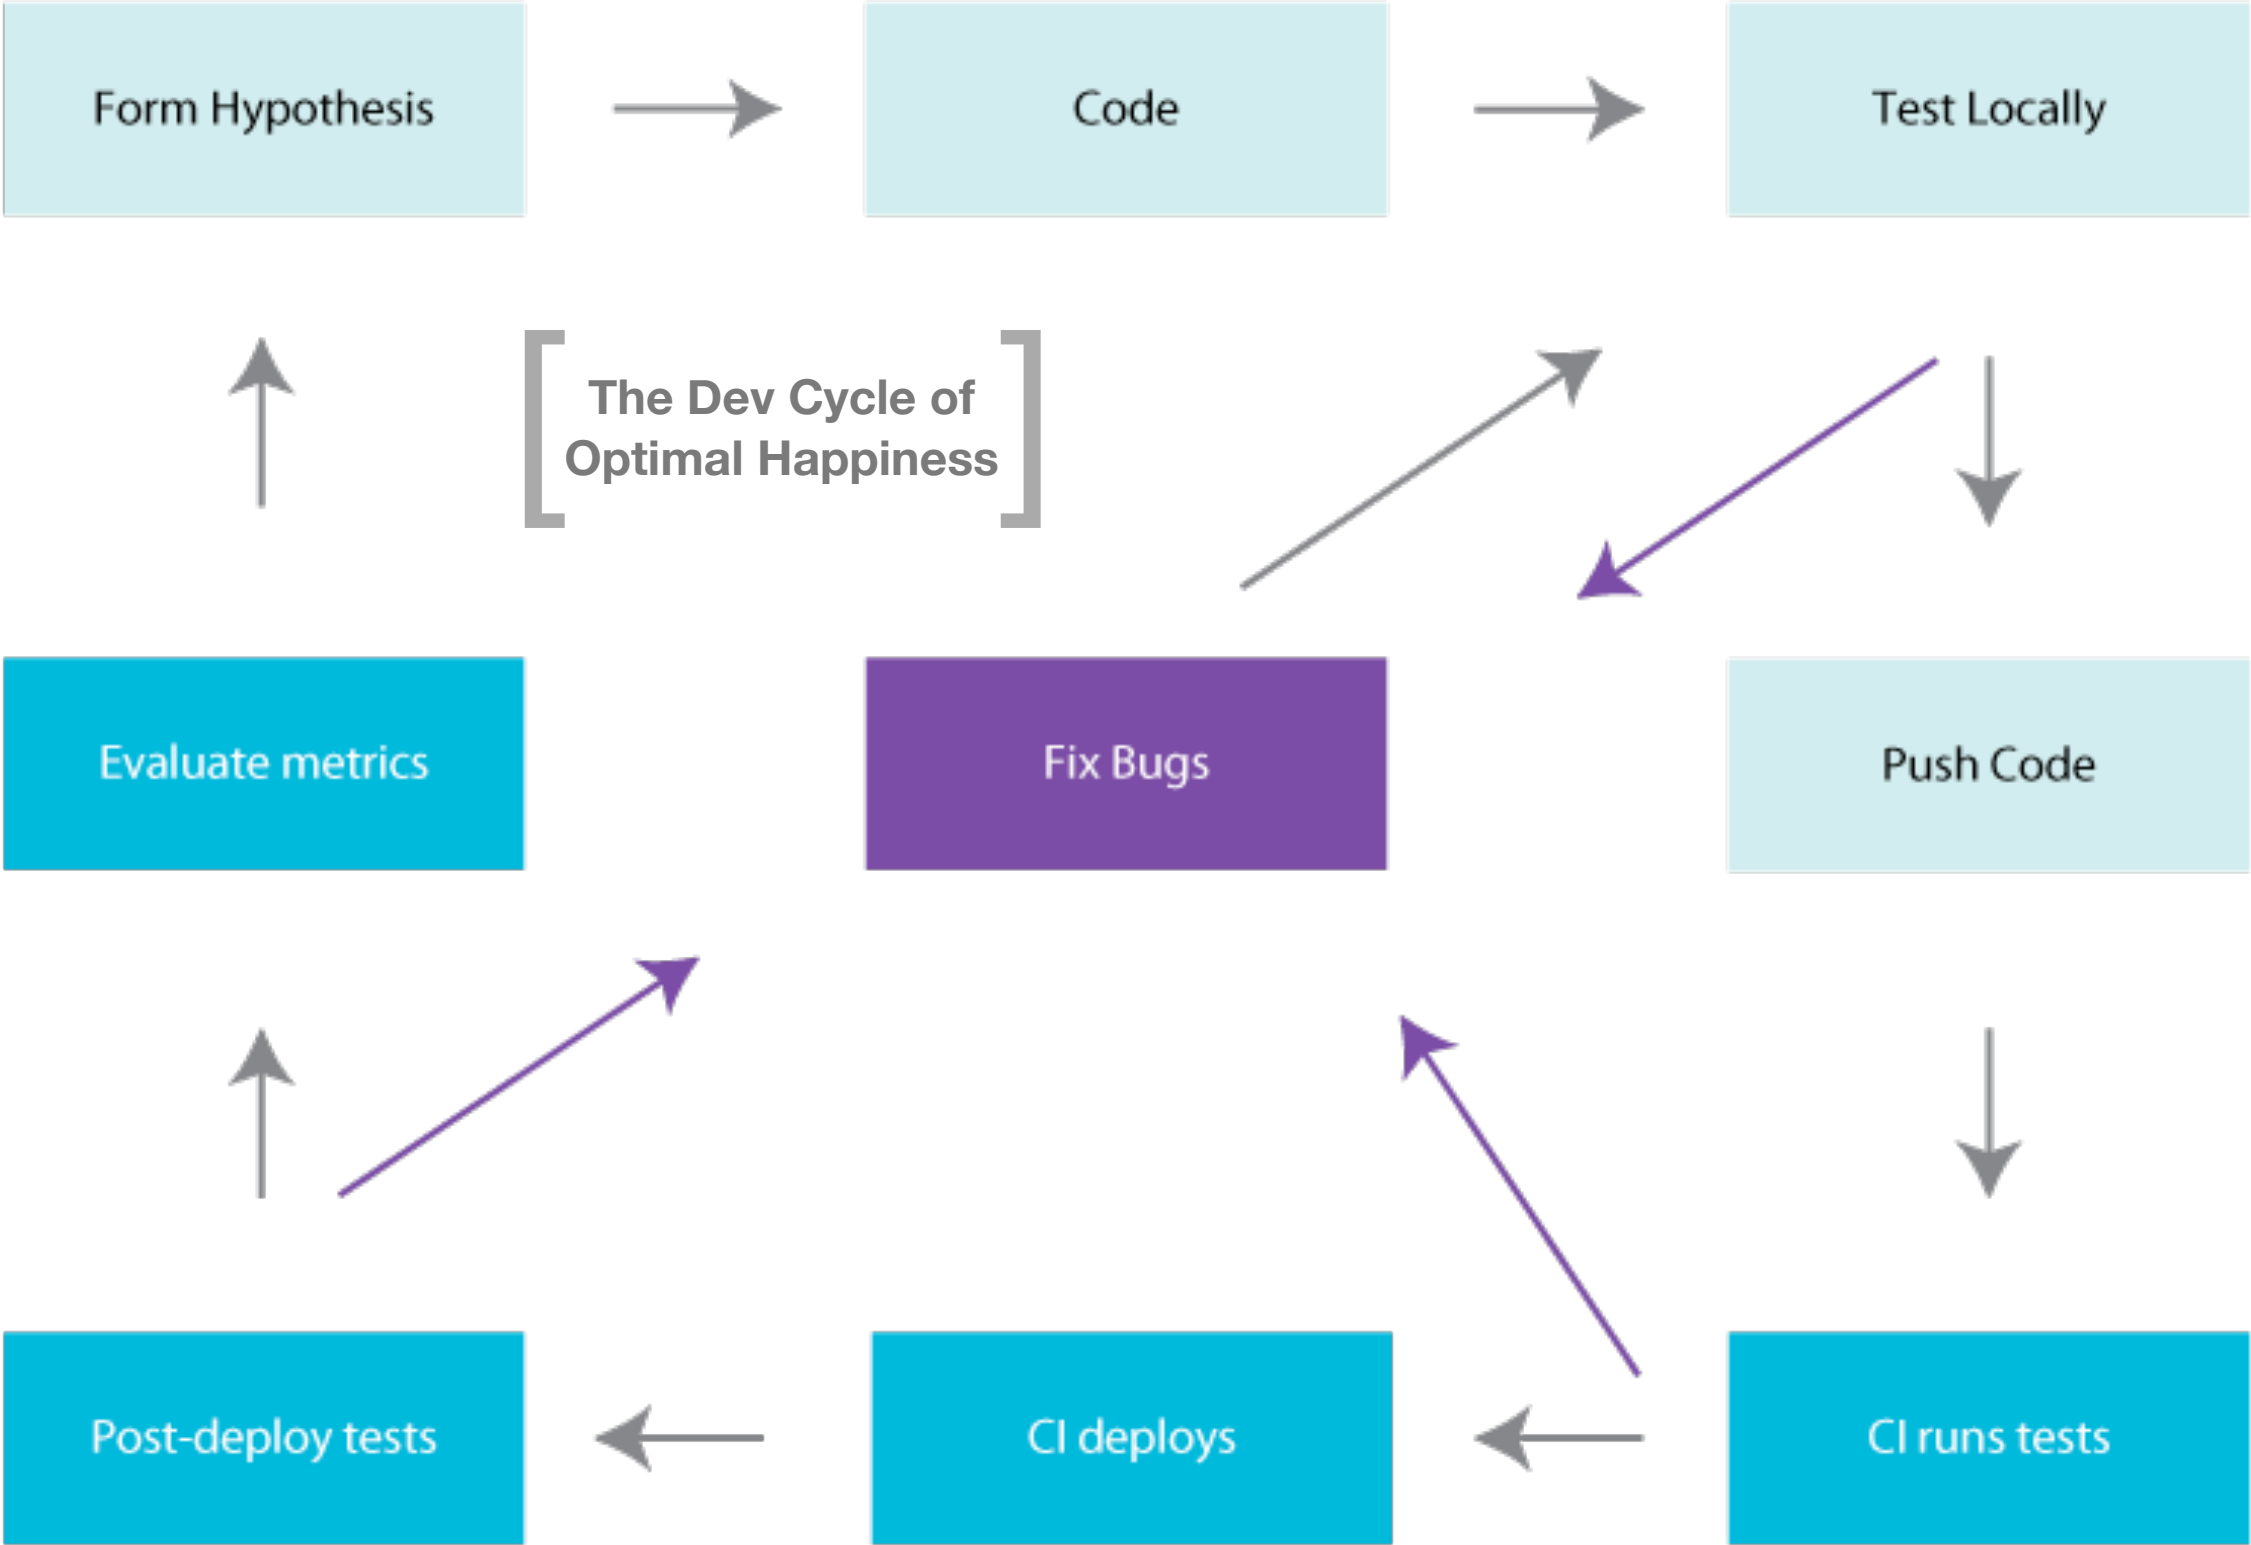 Form Hypothesis
Code
Test Locally
The Dev Cycle of
Optimal Happiness
Evaluate metrics
Fix Bugs
Push Code
Post-deploy tests
CI deploys
CI runs tests